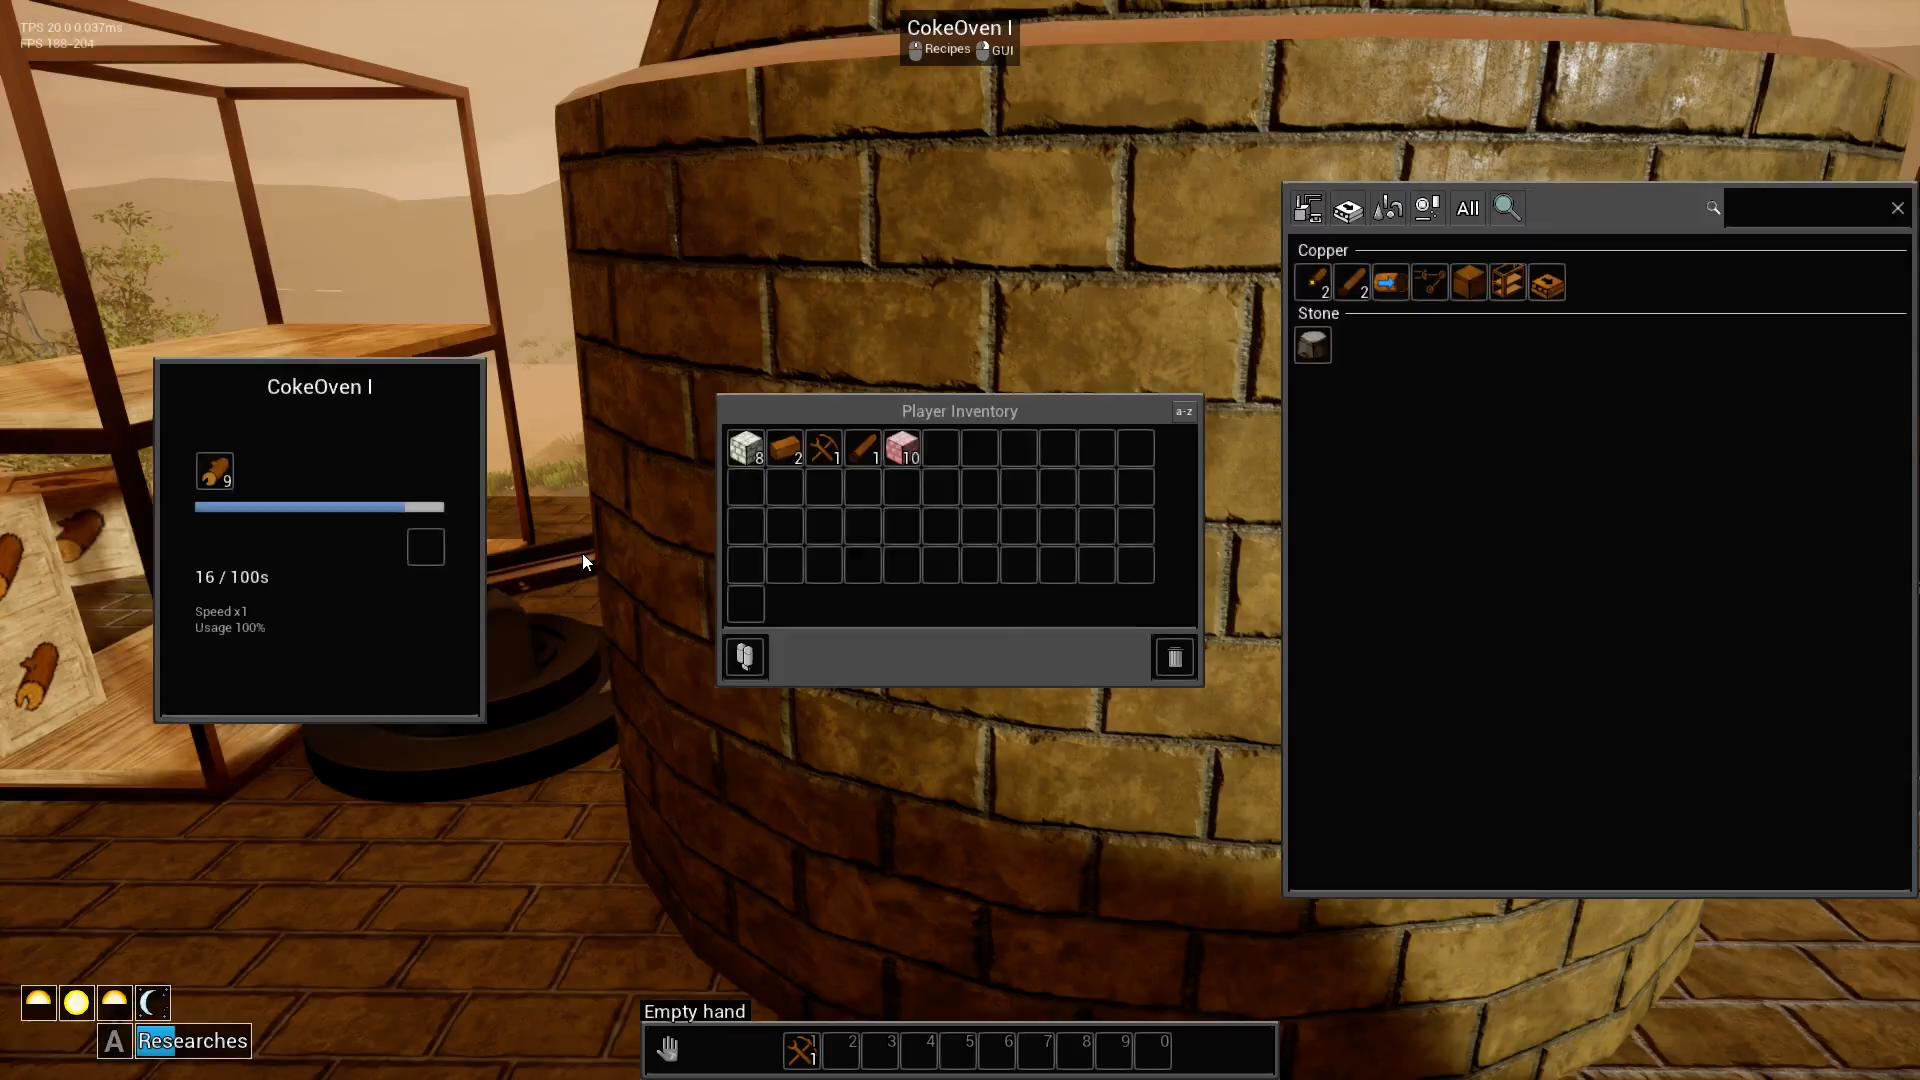 TPS 20.0 0.037ms
FPS 188-204
CokeOven I
Recipes GUI
All
Copper
2 2
Stone
CokeOven I
9
16 / 100s
Speed x1
Usage 100%
Player Inventory
a-z
8 2 1 1 10
A Researches
Empty hand
1 1 2 3 4 5 6 7 8 9 0